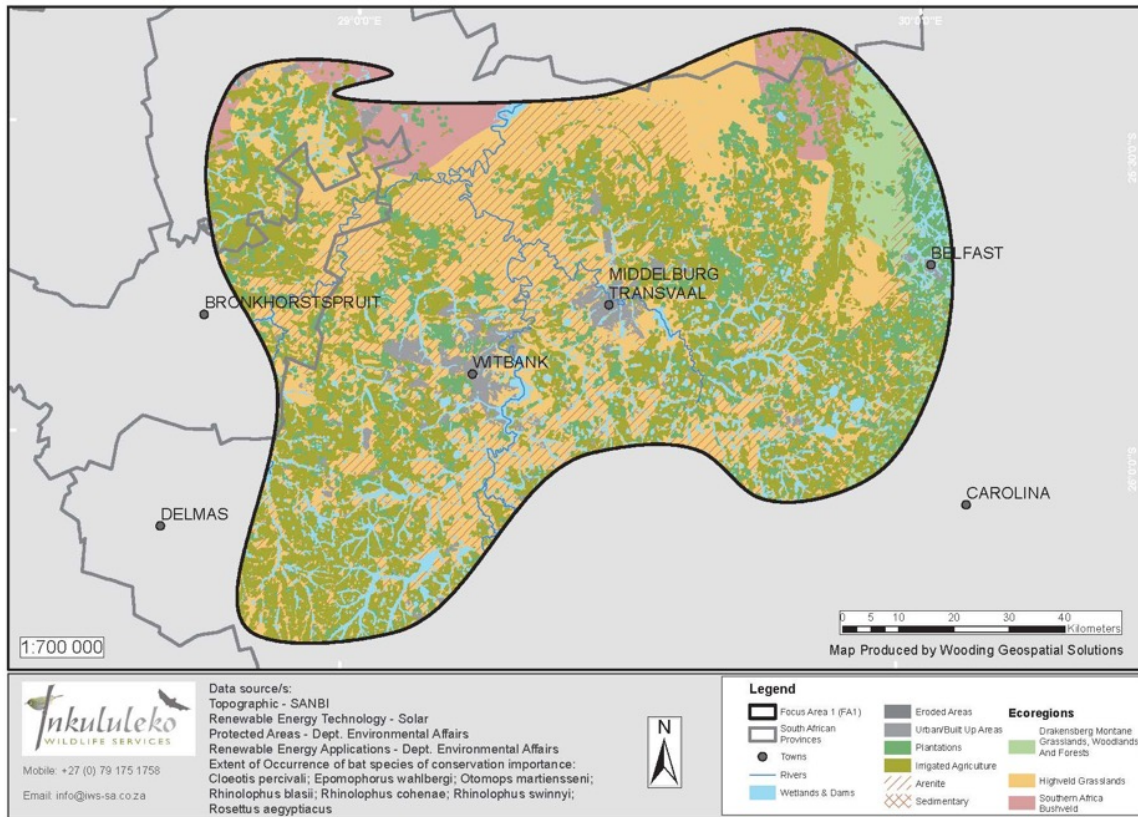 29°0'0"E
30°0'0"E
25°30'0"S
26°0'0"S
BELFAST
MIDDELBURG
TRANSVAAL
BRONKHORSTSPRUIT
WITBANK
DELMAS
CAROLINA
1:700 000
0 5 10 20 30 40
Kilometers
Map Produced by Wooding Geospatial Solutions
Inkululeko
WILDLIFE SERVICES
Mobile: +27 (0) 79 175 1758
Email: info@iws-sa.co.za
Data source/s:
Topographic - SANBI
Renewable Energy Technology - Solar
Protected Areas - Dept. Environmental Affairs
Renewable Energy Applications - Dept. Environmental Affairs
Extent of Occurrence of bat species of conservation importance:
Cloeotis percivali; Epomophorus wahlbergi; Otomops martiensseni;
Rhinolophus blasii; Rhinolophus cohenae; Rhinolophus swinnyi;
Rosettus aegyptiacus
N
Legend
Focus Area 1 (FA1)
South African
Provinces
Towns
Rivers
Wetlands & Dams
Eroded Areas
Urban/Built Up Areas
Plantations
Irrigated Agriculture
Arenite
Sedimentary
Ecoregions
Drakensberg Montane
Grasslands, Woodlands
And Forests
Highveld Grasslands
Southern Africa
Bushveld